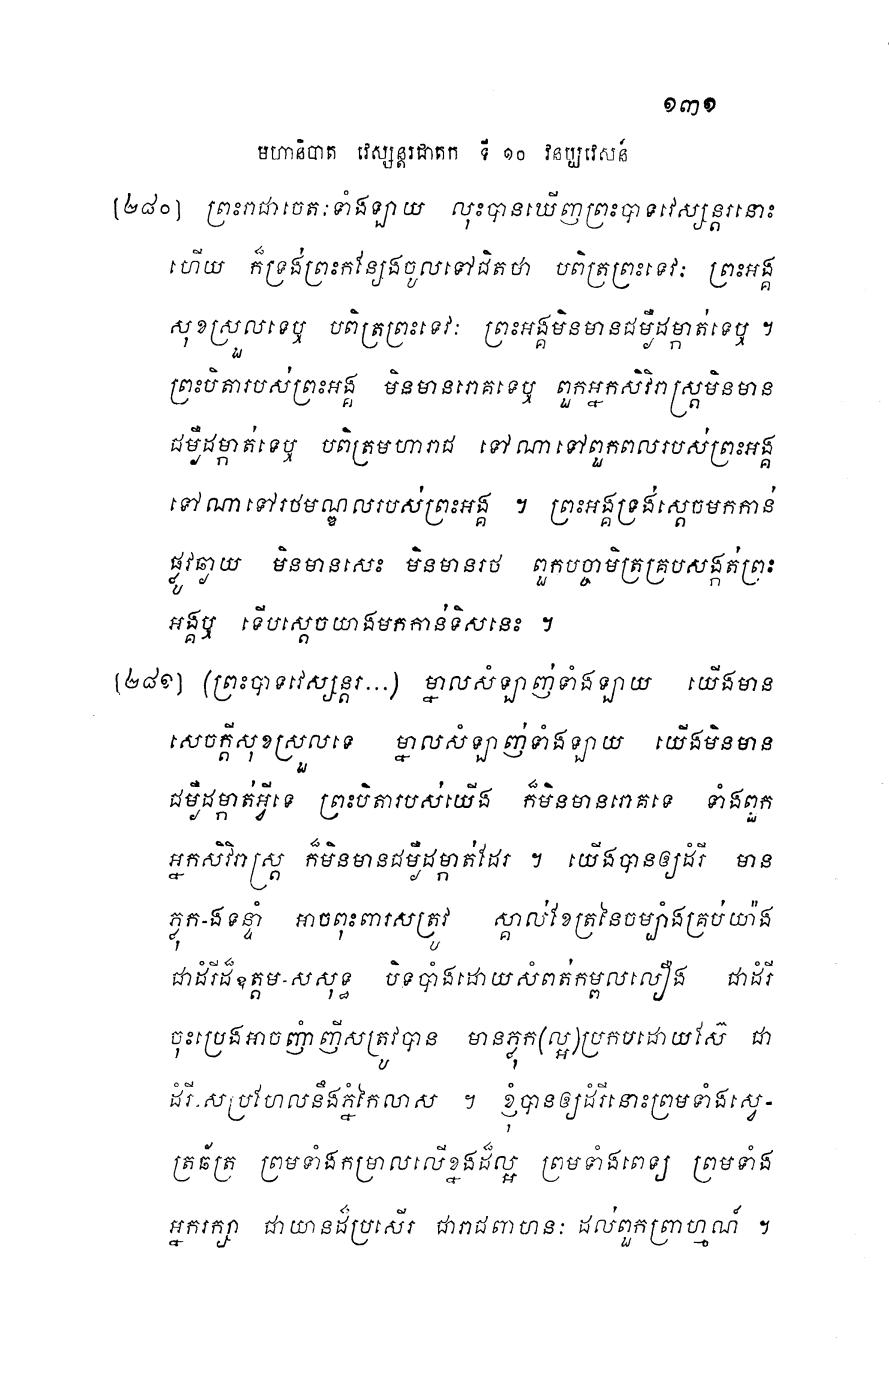 ១៣១
មហានិបាត វេស្សន្តរជាតក ទី ១០ វនប្បវេសន៍
[២៨០] ព្រះរាជាចេតៈទាំងឡាយ លុះបានឃើញព្រះបាទវេស្សន្តរនោះ
ហើយ ក៏ទ្រង់ព្រះកន្សែងចូលទៅជិតថា បពិត្រព្រះទេវៈ ព្រះអង្គ
សុខស្រួលទេឬ បពិត្រព្រះទេវៈ ព្រះអង្គមិនមានជម្ងឺដម្កាត់ទេឬ ។
ព្រះបិតារបស់ព្រះអង្គ មិនមានរោគទេឬ ពួកអ្នកសិវិរាស្ត្រមិនមាន
ជម្ងឺដម្កាត់ទេឬ បពិត្រមហារាជ ទៅណាទៅពួកពលរបស់ព្រះអង្គ
ទៅណាទៅរថមណ្ឌលរបស់ព្រះអង្គ ។ ព្រះអង្គទ្រង់ស្តេចមកកាន់
ផ្លូវឆ្ងាយ មិនមានសេះ មិនមានរថ ពួកបច្ចាមិត្រគ្របសង្កត់ព្រះ
អង្គឬ ទើបស្តេចយាងមកកាន់ទិសនេះ ។
[២៨១] (ព្រះបាទវេស្សន្តរ...) ម្នាលសំឡាញ់ទាំងឡាយ យើងមាន
សេចក្តីសុខស្រួលទេ ម្នាលសំឡាញ់ទាំងឡាយ យើងមិនមាន
ជម្ងឺដម្កាត់អ្វីទេ ព្រះបិតារបស់យើង ក៏មិនមានរោគទេ ទាំងពួក
អ្នកសិវិរាស្ត្រ ក៏មិនមានជម្ងឺដម្កាត់ដែរ ។ យើងបានឲ្យដំរី មាន
ភ្លុក-ងទន្ទាំ អាចពុះពារសត្រូវ ស្គាល់ខែត្រនៃចម្បាំងគ្រប់យ៉ាង
ជាដំរីដ៏ឧត្តម-សសុទ្ធ បិទបាំងដោយសំពត់កម្ពលលឿង ជាដំរី
ចុះប្រេងអាចញាំញីសត្រូវបាន មានភ្លុក(ល្អ)ប្រកបដោយស៊ែ ជា
ដំរី-សប្រហែលនឹងភ្នំកៃលាស ។ ខ្ញុំបានឲ្យដំរីនោះព្រមទាំងស្វេ-
ត្រច័ត្រ ព្រមទាំងកម្រាលលើខ្នងដ៏ល្អ ព្រមទាំងពេទ្យ ព្រមទាំង
អ្នករក្សា ជាយានដ៏ប្រសើរ ជារាជពាហនៈ ដល់ពួកព្រាហ្មណ៍ ។